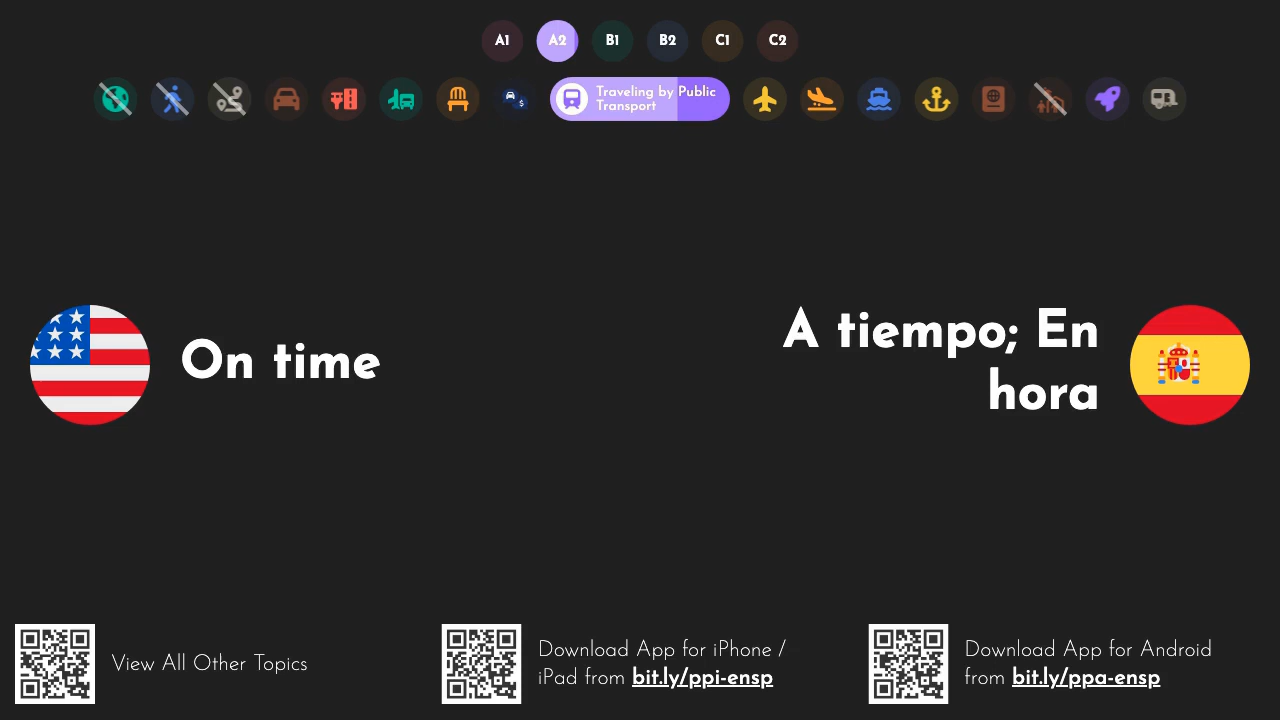 A1 A2 B1 B2 C1 C2
Traveling by Public
Transport
On time
A tiempo; En
hora
View All Other Topics
Download App for iPhone /
iPad from bit.ly/ppi-ensp
Download App for Android
from bit.ly/ppa-ensp